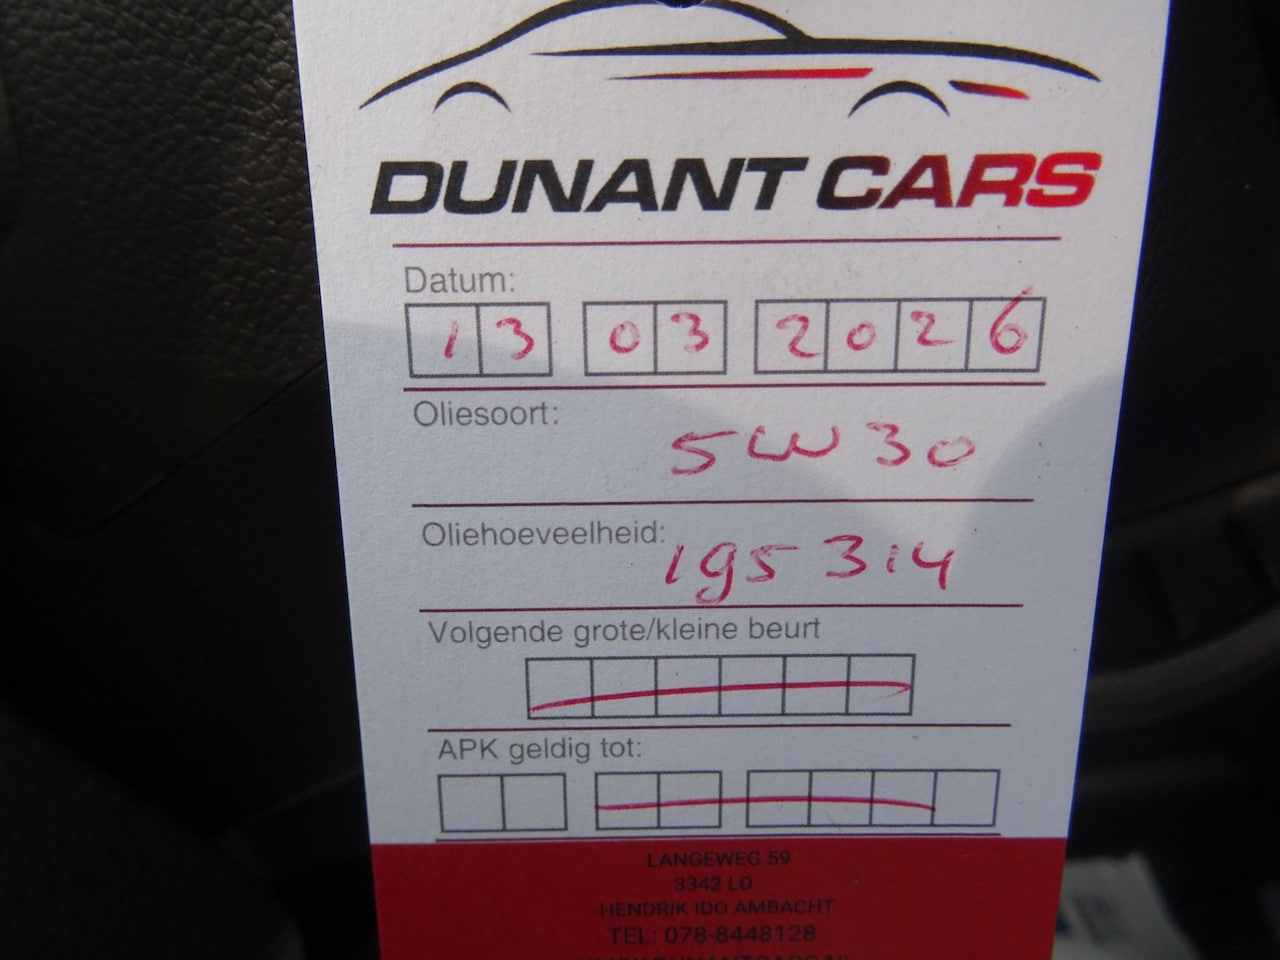 DUNANT CARS
Datum:
13 03 2026
Oliesoort:
5W30
Oliehoeveelheid:
195314
Volgende grote/kleine beurt
APK geldig tot:
LANGEWEG 59
3342 LD
HENDRIK IDO AMBACHT
TEL: 078-8448128